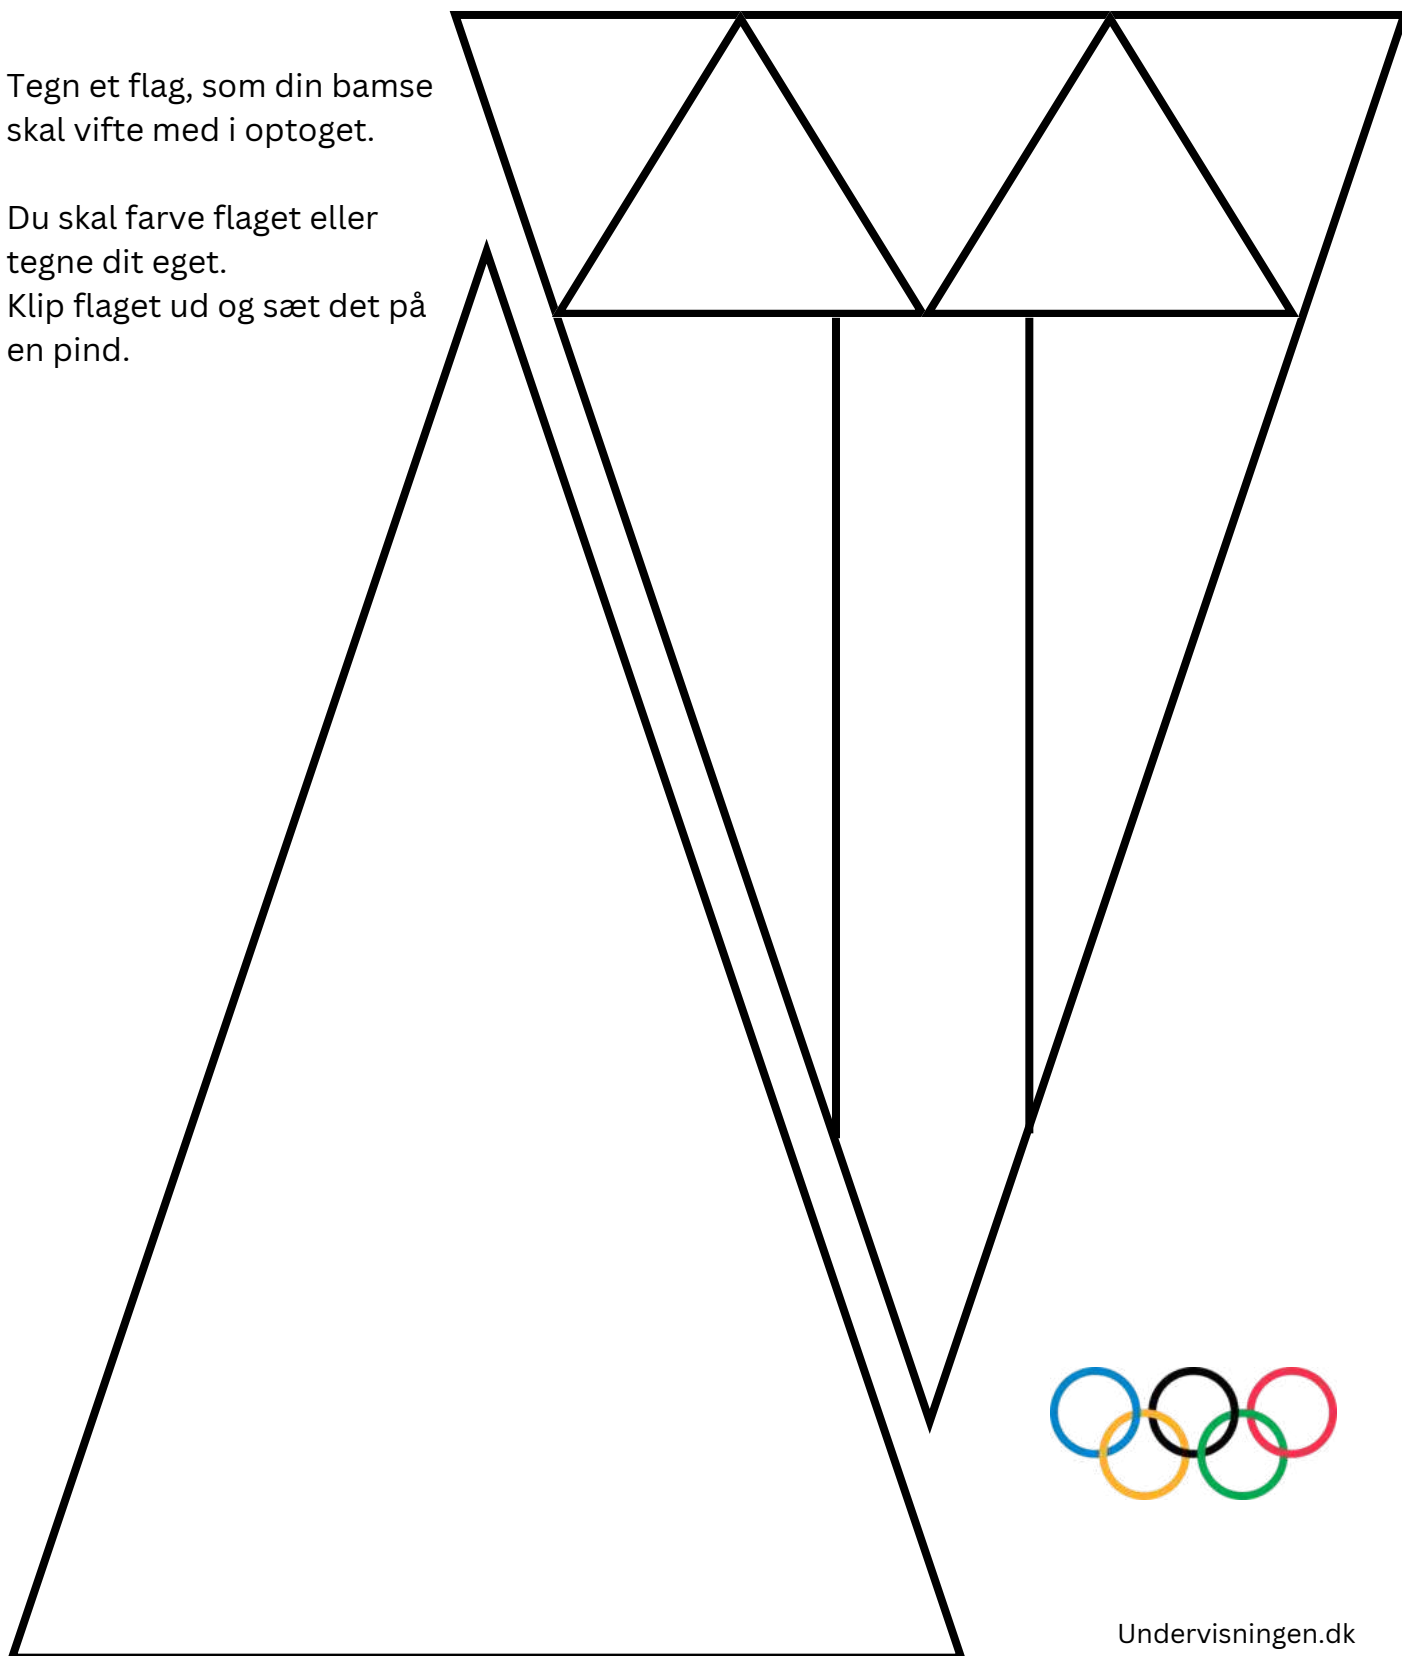 Tegn et flag, som din bamse
skal vifte med i optoget.
Du skal farve flaget eller
tegne dit eget.
Klip flaget ud og sæt det på
en pind.
Undervisningen.dk